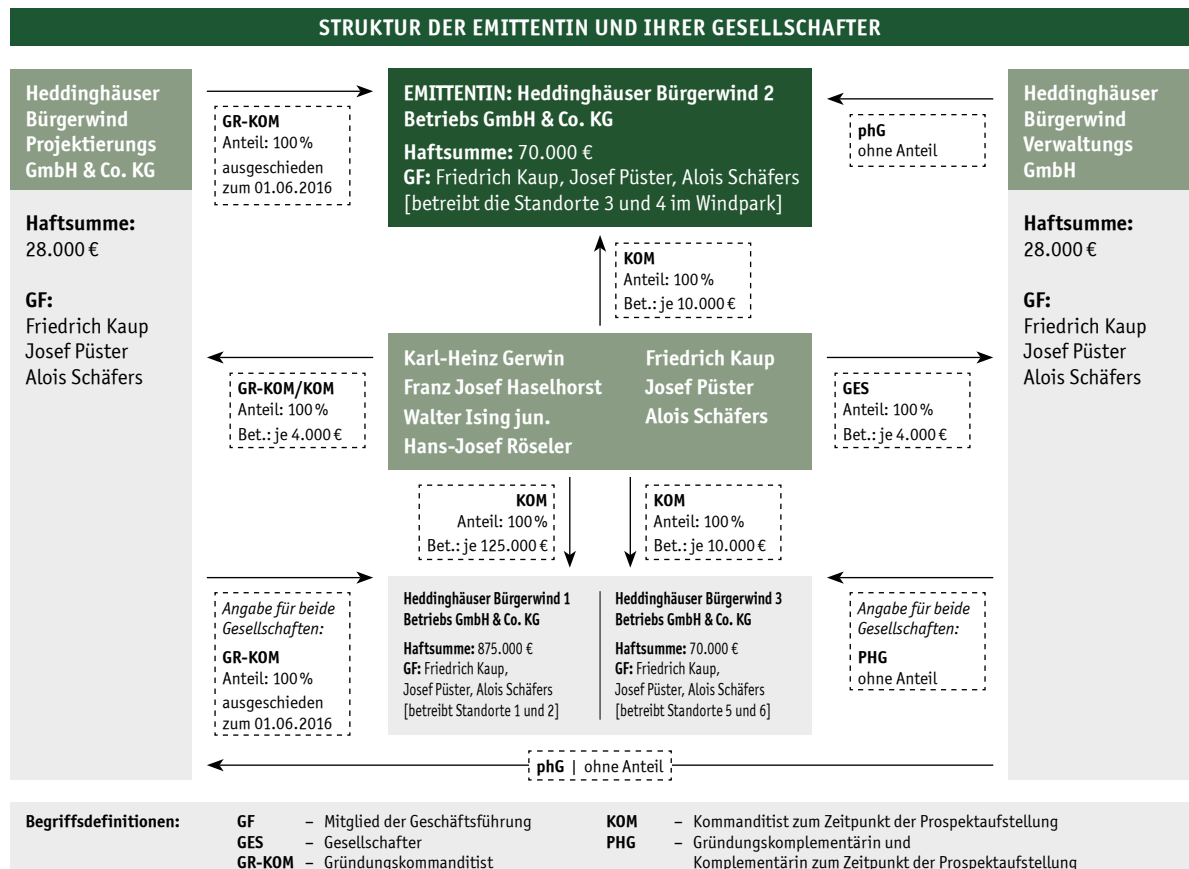 STRUKTUR DER EMITTENTIN UND IHRER GESELLSCHAFTER
Heddinghäuser
Bürgerwind
Projektierungs
GmbH & Co. KG
Haftsumme:
28.000 €
GF:
Friedrich Kaup
Josef Püster
Alois Schäfers
GR-KOM
Anteil: 100 %
ausgeschieden
zum 01.06.2016
EMITTENTIN: Heddinghäuser Bürgerwind 2
Betriebs GmbH & Co. KG
Haftsumme: 70.000 €
GF: Friedrich Kaup, Josef Püster, Alois Schäfers
[betreibt die Standorte 3 und 4 im Windpark]
phG
ohne Anteil
Heddinghäuser
Bürgerwind
Verwaltungs
GmbH
Haftsumme:
28.000 €
GF:
Friedrich Kaup
Josef Püster
Alois Schäfers
KOM
Anteil: 100 %
Bet.: je 10.000 €
GR-KOM/KOM
Anteil: 100 %
Bet.: je 4.000 €
Karl-Heinz Gerwin
Franz Josef Haselhorst
Walter Ising jun.
Hans-Josef Röseler
Friedrich Kaup
Josef Püster
Alois Schäfers
GES
Anteil: 100 %
Bet.: je 4.000 €
KOM
Anteil: 100 %
Bet.: je 125.000 €
KOM
Anteil: 100 %
Bet.: je 10.000 €
Angabe für beide
Gesellschaften:
GR-KOM
Anteil: 100 %
ausgeschieden
zum 01.06.2016
Heddinghäuser Bürgerwind 1
Betriebs GmbH & Co. KG
Haftsumme: 875.000 €
GF: Friedrich Kaup,
Josef Püster, Alois Schäfers
[betreibt Standorte 1 und 2]
Heddinghäuser Bürgerwind 3
Betriebs GmbH & Co. KG
Haftsumme: 70.000 €
GF: Friedrich Kaup,
Josef Püster, Alois Schäfers
[betreibt Standorte 5 und 6]
Angabe für beide
Gesellschaften:
PHG
ohne Anteil
phG | ohne Anteil
Begriffsdefinitionen:
GF – Mitglied der Geschäftsführung
GES – Gesellschafter
GR-KOM – Gründungskommanditist
KOM – Kommanditist zum Zeitpunkt der Prospektaufstellung
PHG – Gründungskomplementärin und
Komplementärin zum Zeitpunkt der Prospektaufstellung